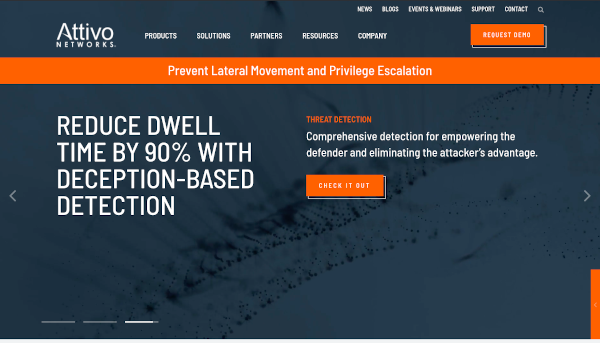 NEWS BLOGS EVENTS & WEBINARS SUPPORT CONTACT
Attivo
NETWORKS.
PRODUCTS SOLUTIONS PARTNERS RESOURCES COMPANY
REQUEST DEMO
Prevent Lateral Movement and Privilege Escalation
REDUCE DWELL
TIME BY 90% WITH
DECEPTION-BASED
DETECTION
THREAT DETECTION
Comprehensive detection for empowering the
defender and eliminating the attacker's advantage.
CHECK IT OUT